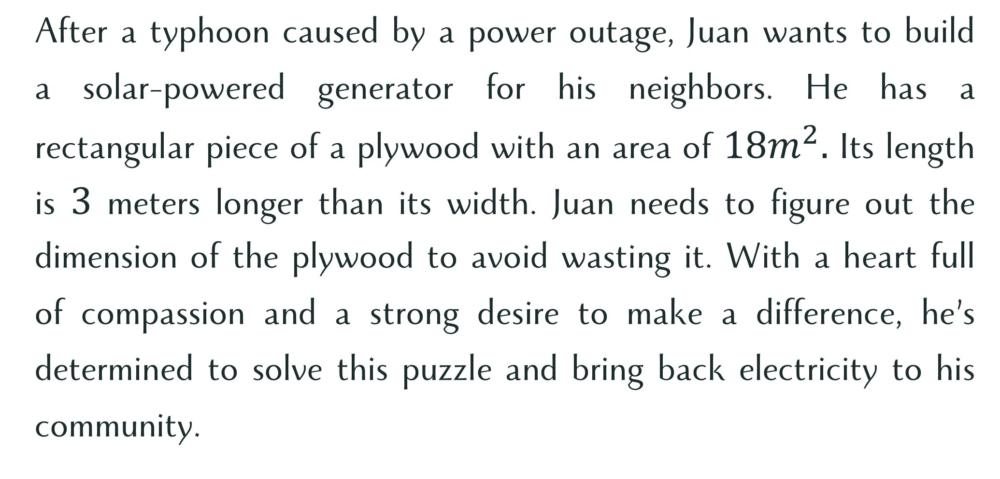 After a typhoon caused by a power outage, Juan wants to build
a solar-powered generator for his neighbors. He has a
rectangular piece of a plywood with an area of 18m². Its length
is 3 meters longer than its width. Juan needs to figure out the
dimension of the plywood to avoid wasting it. With a heart full
of compassion and a strong desire to make a difference, he's
determined to solve this puzzle and bring back electricity to his
community.